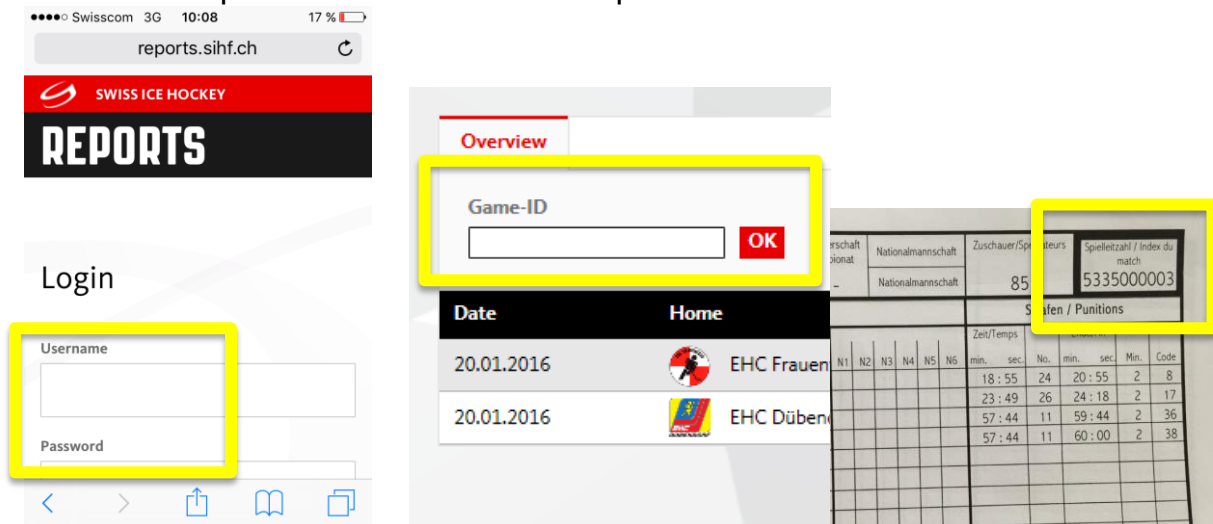 Swisscom 3G 10:08 17 %
reports.sihf.ch
SWISS ICE HOCKEY
REPORTS
Login
Username
Password
Overview
Game-ID
OK
Date Home
20.01.2016 EHC Frauen
20.01.2016 EHC Düben
Nationalmannschaft
Nationalmannschaft
Zuschauer/
85
Spielleitzahl / Index du
match
5335000003
/ Punitions
Zeit/Temps
N1 N2 N3 N4 N5 N6 min. sec. No. min. sec. Min. Code
18:55 24 20:55 2 8
23:49 26 24:18 2 17
57:44 11 59:44 2 36
57:44 11 60:00 2 38